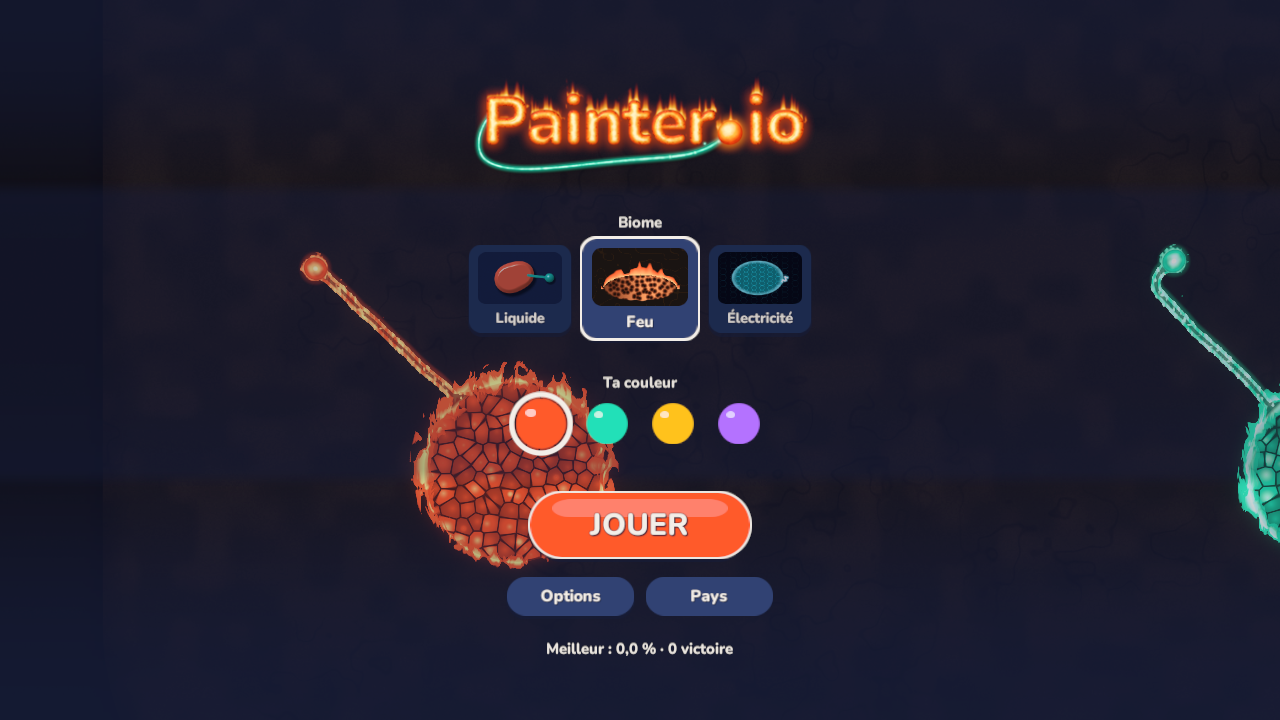 Painter.io
Biome
Liquide
Feu
Électricité
Ta couleur
JOUER
Options
Pays
Meilleur : 0,0 % · 0 victoire